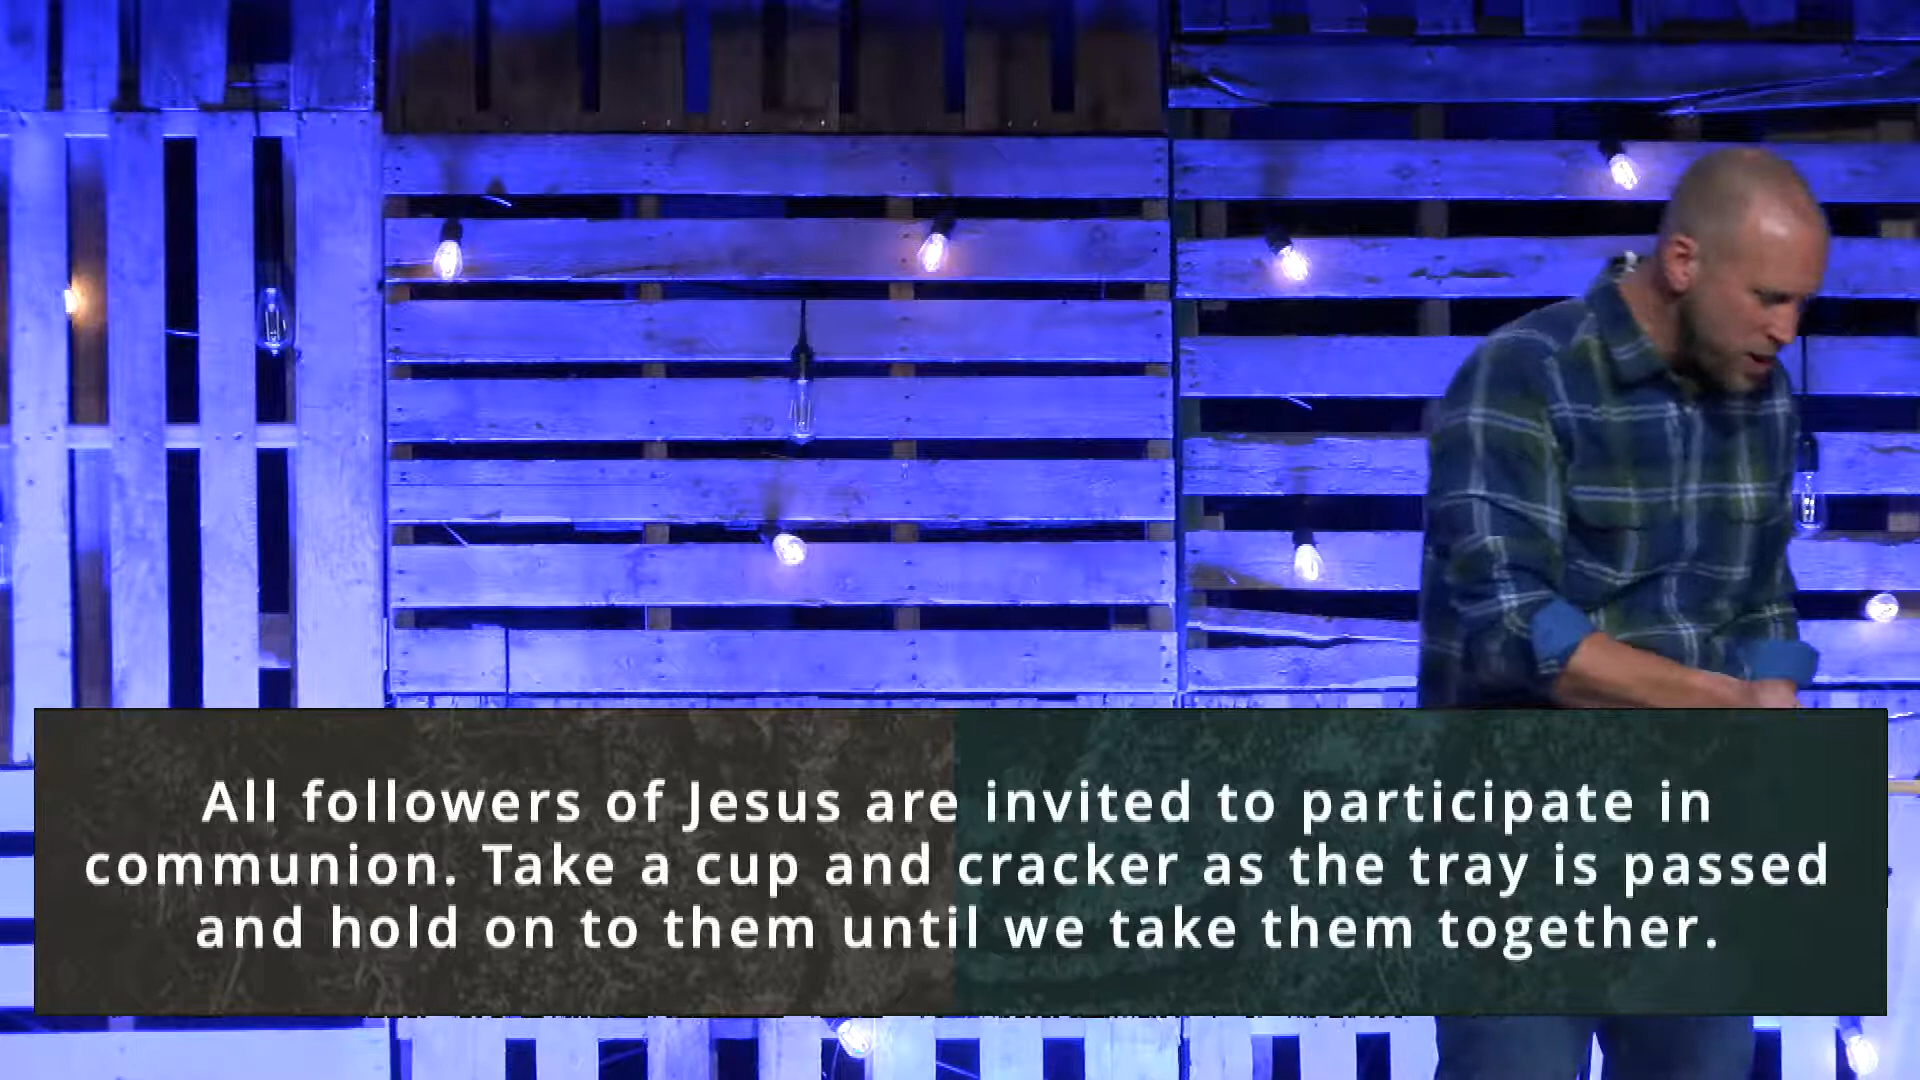 All followers of Jesus are invited to participate in
communion. Take a cup and cracker as the tray is passed
and hold on to them until we take them together.